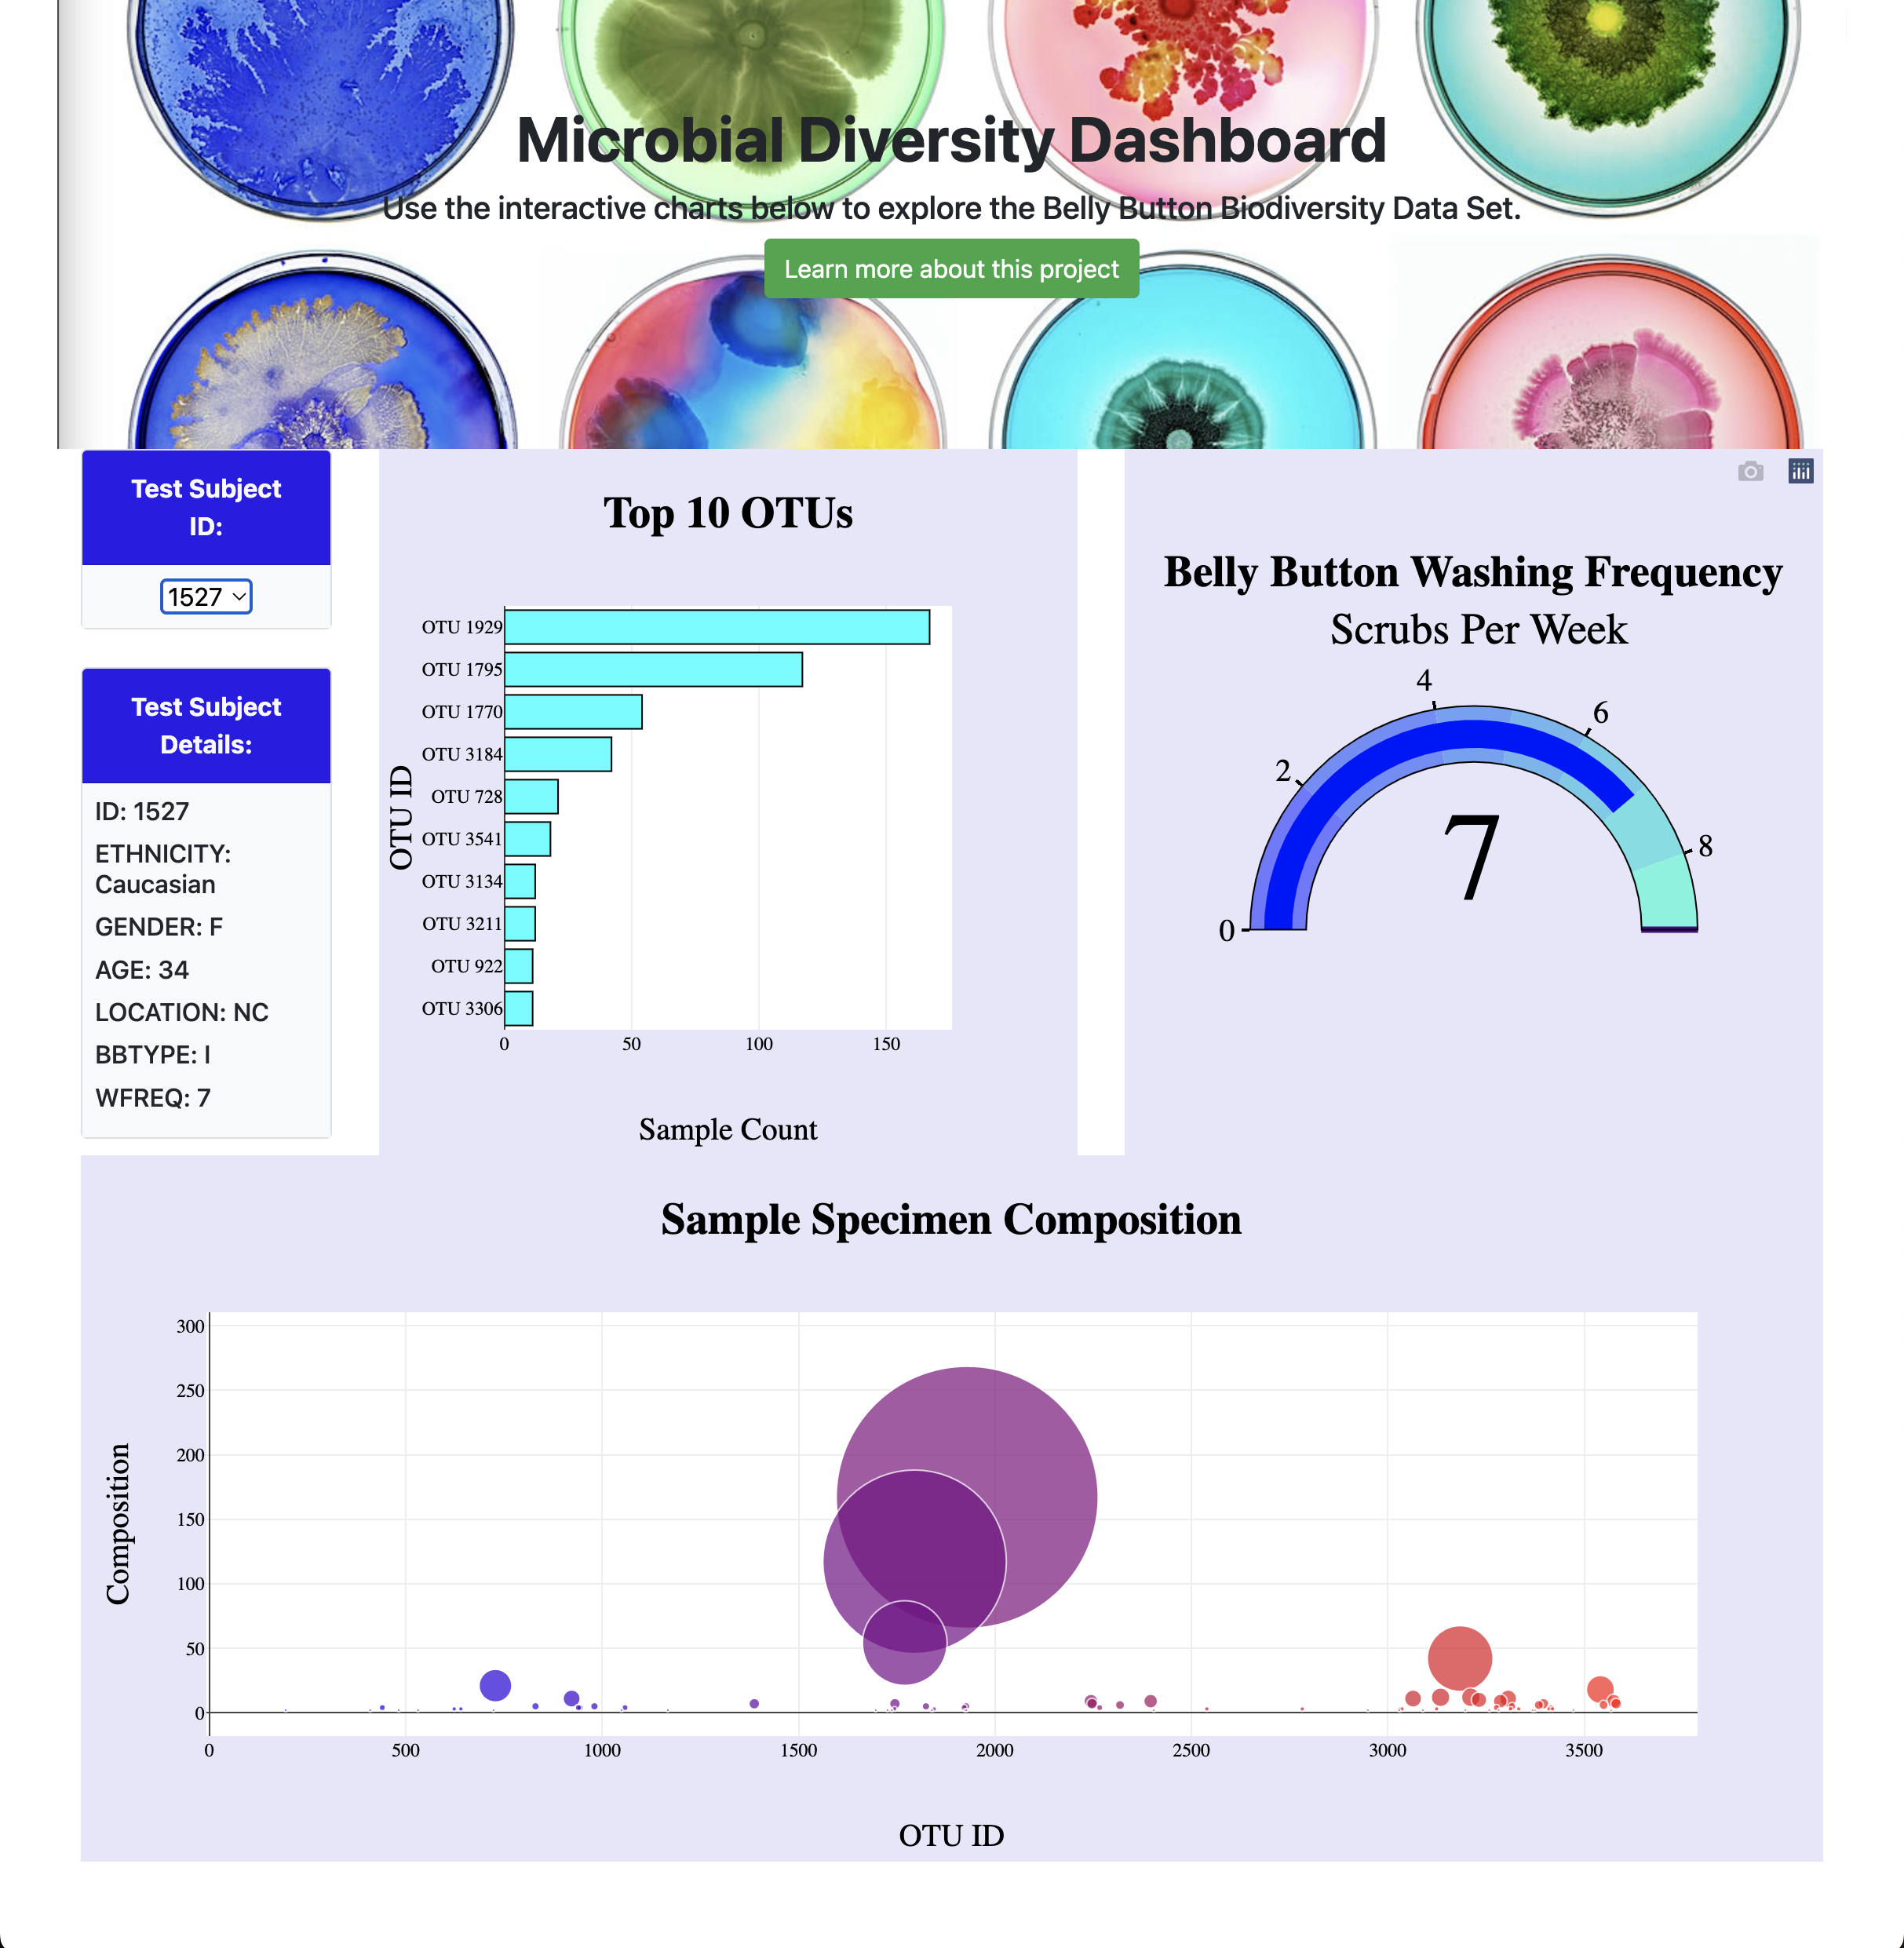 Microbial Diversity Dashboard
Use the interactive charts below to explore the Belly Button Biodiversity Data Set.
Learn more about this project
Test Subject
ID:
1527
Test Subject
Details:
ID: 1527
ETHNICITY:
Caucasian
GENDER: F
AGE: 34
LOCATION: NC
BBTYPE: I
WFREQ: 7
Top 10 OTUs
OTU ID
OTU 1929
OTU 1795
OTU 1770
OTU 3184
OTU 728
OTU 3541
OTU 3134
OTU 3211
OTU 922
OTU 3306
0 50 100 150
Sample Count
Belly Button Washing Frequency
Scrubs Per Week
0
2
4
6
8
7
Sample Specimen Composition
Composition
300
250
200
150
100
50
0
0 500 1000 1500 2000 2500 3000 3500
OTU ID